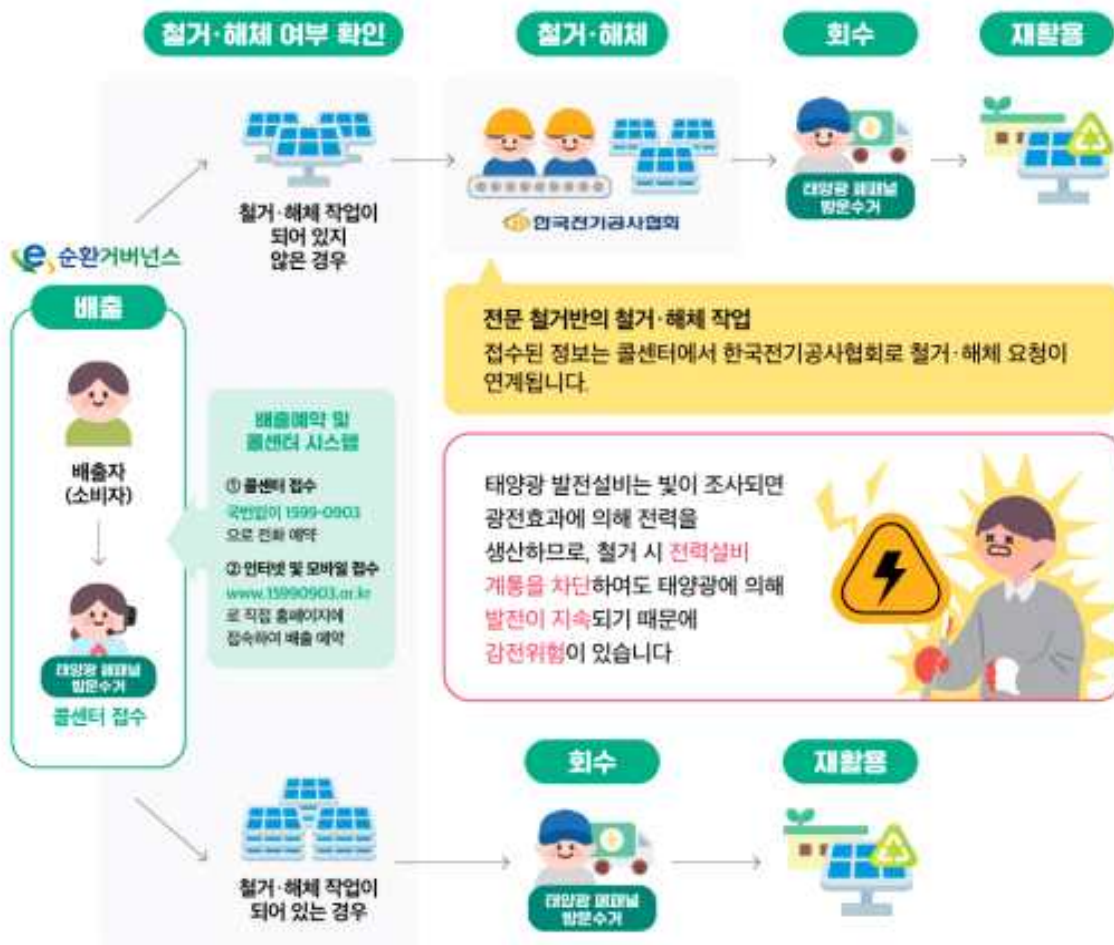 철거·해체 여부 확인
철거·해체
회수
재활용
철거·해체 작업이
되어 있지
않은 경우
한국전기공사협회
태양광 폐패널
방문수거
순환거버넌스
배출
배출자
(소비자)
태양광 폐패널
방문수거
콜센터 접수
배출예약 및
콜센터 시스템
① 콜센터 접수
국번없이 1599-0903
으로 전화 예약
② 인터넷 및 모바일 접수
www.15990903.or.kr
로 직접 홈페이지에
접속하여 배출 예약
전문 철거반의 철거·해체 작업
접수된 정보는 콜센터에서 한국전기공사협회로 철거·해체 요청이
연계됩니다.
태양광 발전설비는 빛이 조사되면
광전효과에 의해 전력을
생산하므로, 철거 시 전력설비
계통을 차단하여도 태양광에 의해
발전이 지속되기 때문에
감전위험이 있습니다
철거·해체 작업이
되어 있는 경우
회수
재활용
태양광 폐패널
방문수거